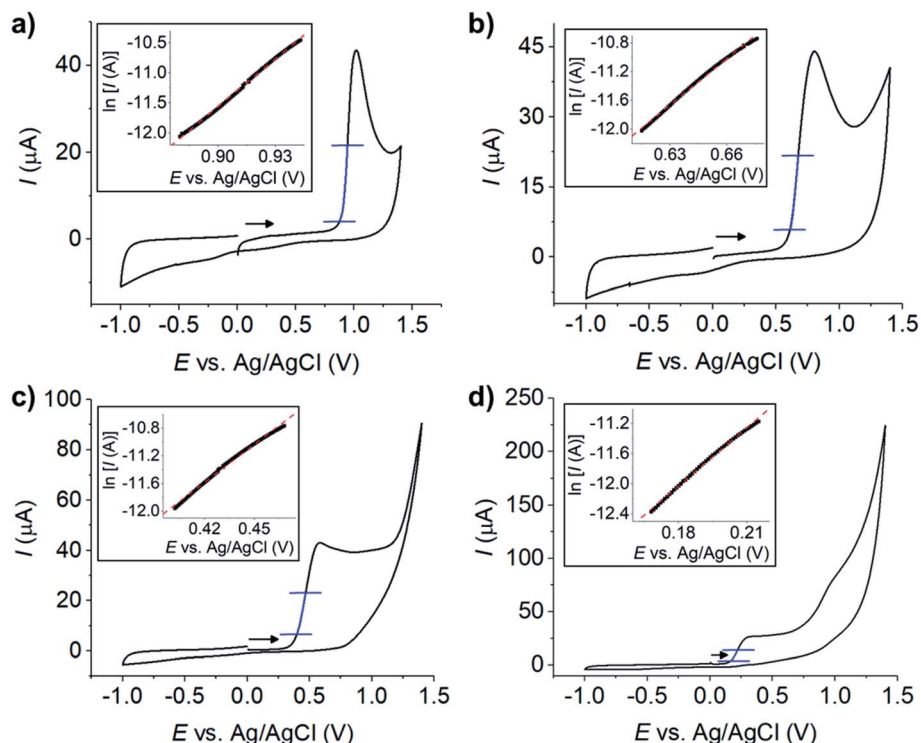 a)
40
20
0
I (μA)
-1.0 -0.5 0.0 0.5 1.0 1.5
E vs. Ag/AgCl (V)
-10.5
-11.0
-11.5
-12.0
ln [I (A)]
0.90 0.93
E vs. Ag/AgCl (V)
b)
45
30
15
0
I (μA)
-1.0 -0.5 0.0 0.5 1.0 1.5
E vs. Ag/AgCl (V)
-10.8
-11.2
-11.6
-12.0
ln [I (A)]
0.63 0.66
E vs. Ag/AgCl (V)
c)
100
80
60
40
20
0
I (μA)
-1.0 -0.5 0.0 0.5 1.0 1.5
E vs. Ag/AgCl (V)
-10.8
-11.1
-11.4
-11.7
-12.0
ln [I (A)]
0.42 0.45
E vs. Ag/AgCl (V)
d)
250
200
150
100
50
0
I (μA)
-1.0 -0.5 0.0 0.5 1.0 1.5
E vs. Ag/AgCl (V)
-11.2
-11.6
-12.0
-12.4
ln [I (A)]
0.18 0.21
E vs. Ag/AgCl (V)